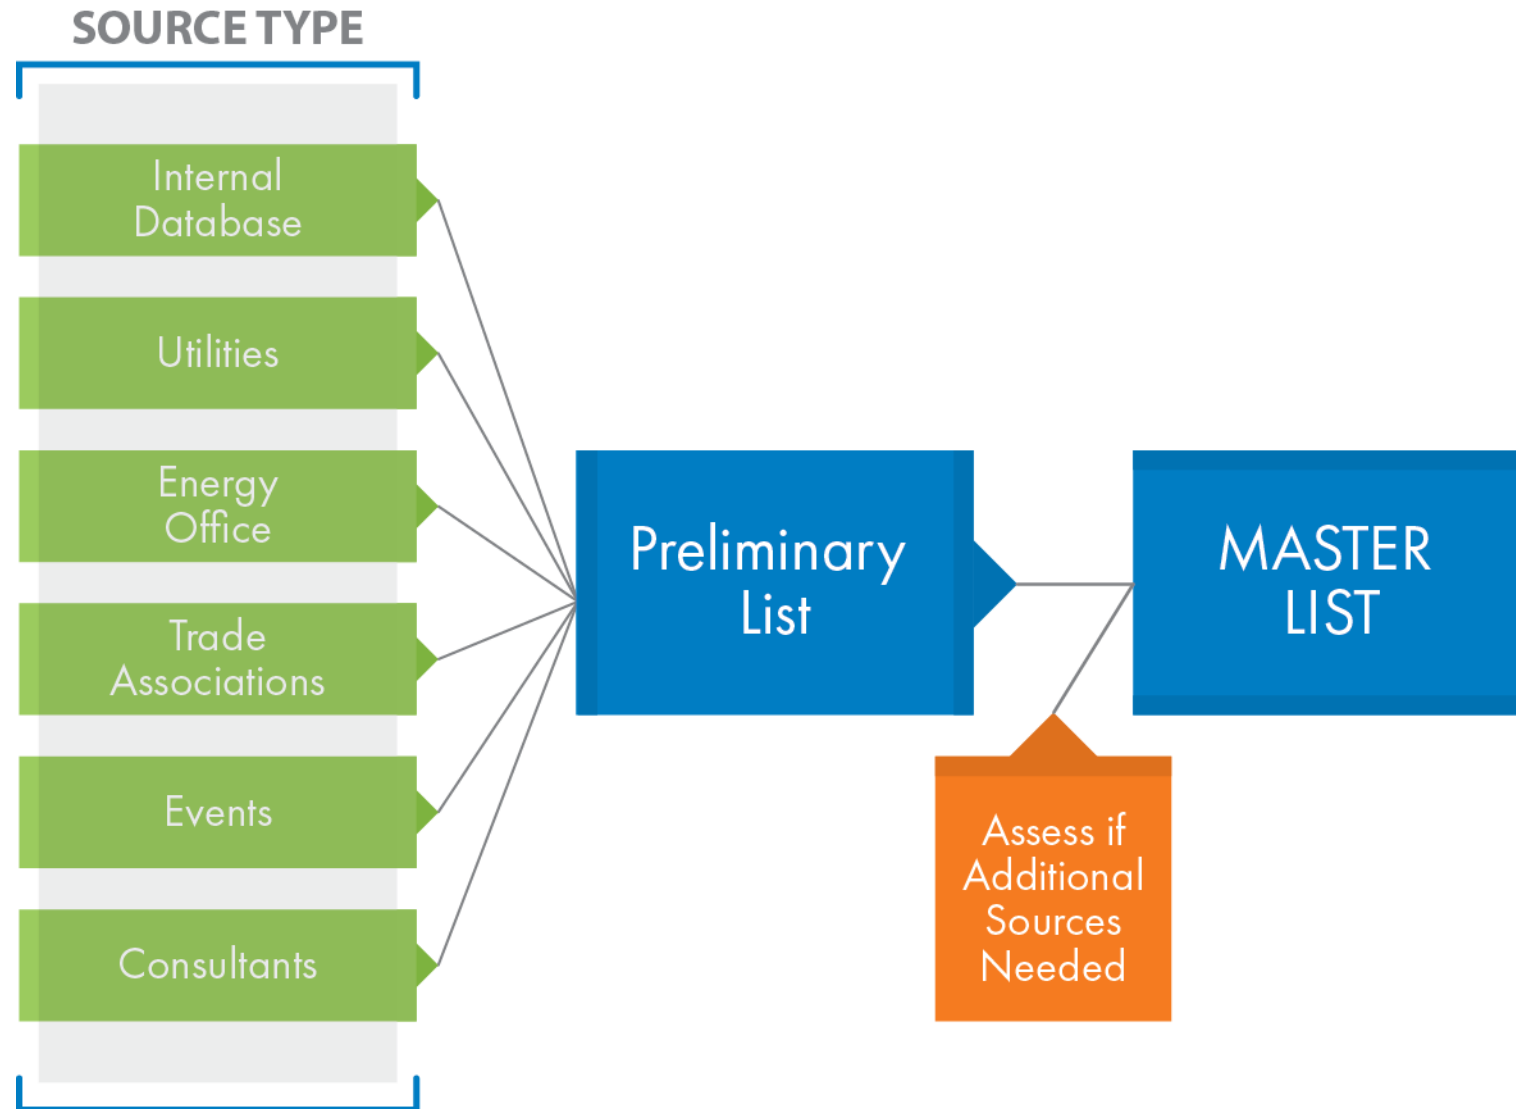 SOURCE TYPE
Internal
Database
Utilities
Energy
Office
Trade
Associations
Events
Consultants
Preliminary
List
MASTER
LIST
Assess if
Additional
Sources
Needed